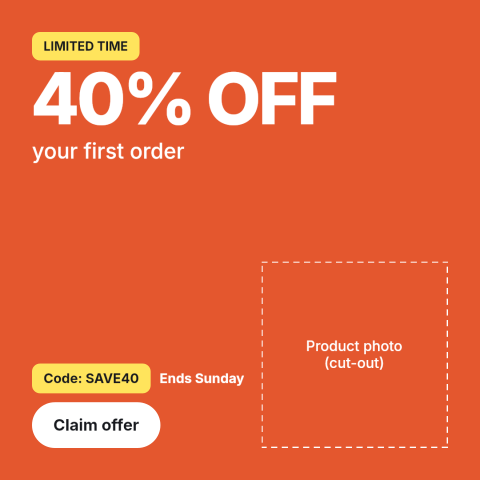 LIMITED TIME
40% OFF
your first order
Product photo
(cut-out)
Code: SAVE40 Ends Sunday
Claim offer